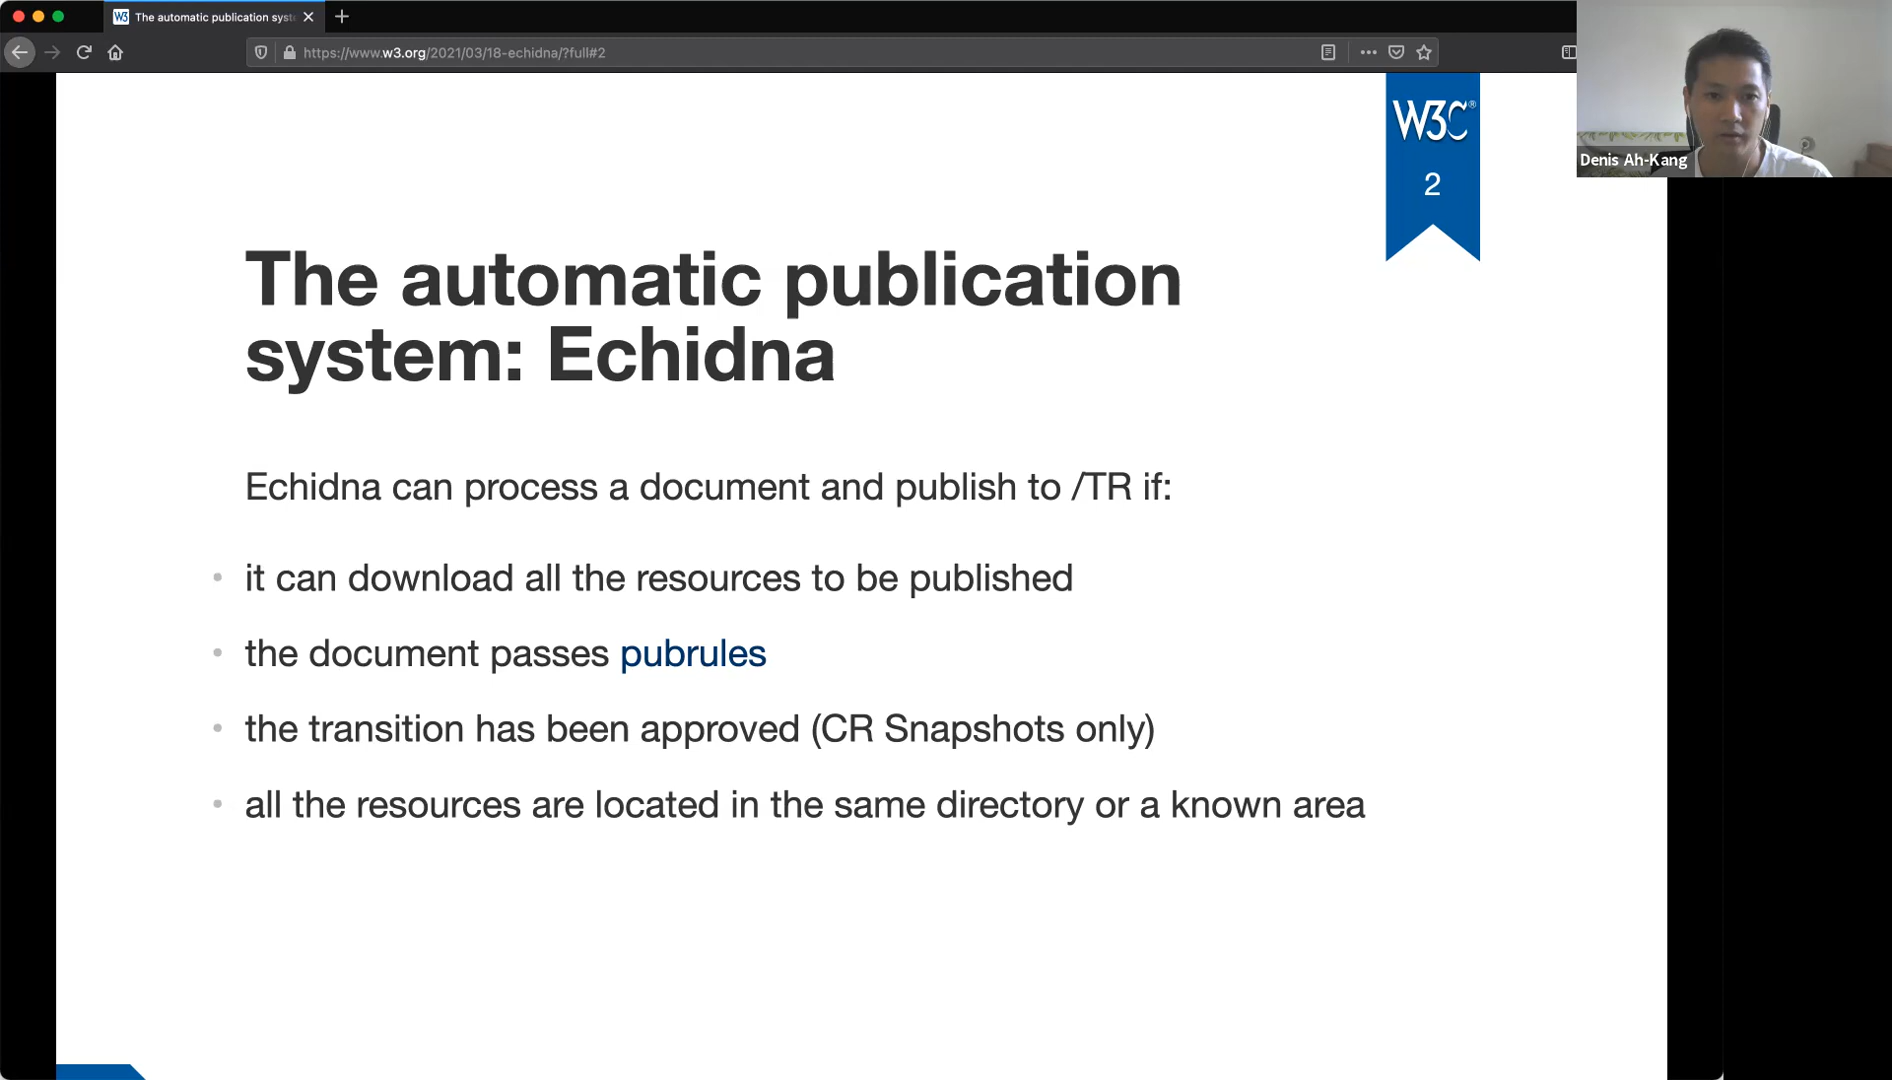 The automatic publication syst
https://www.w3.org/2021/03/18-echidna/?full#2
W3C®
2
Denis Ah-Kang
The automatic publication
system: Echidna
Echidna can process a document and publish to /TR if:
• it can download all the resources to be published
• the document passes pubrules
• the transition has been approved (CR Snapshots only)
• all the resources are located in the same directory or a known area